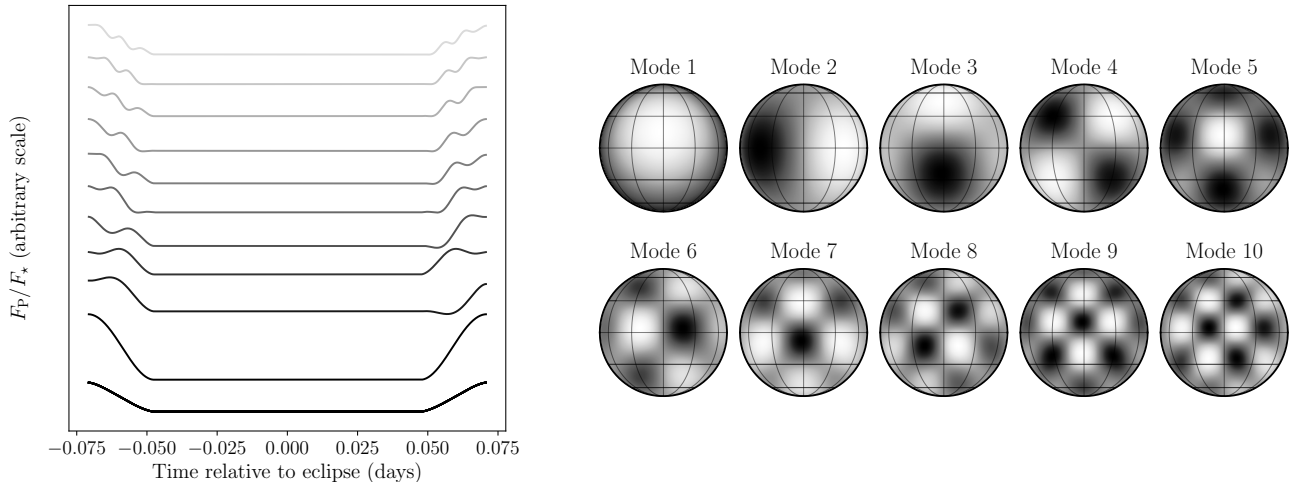 F_P/F_⋆ (arbitrary scale)
−0.075 −0.050 −0.025 0.000 0.025 0.050 0.075
Time relative to eclipse (days)
Mode 1 Mode 2 Mode 3 Mode 4 Mode 5
Mode 6 Mode 7 Mode 8 Mode 9 Mode 10